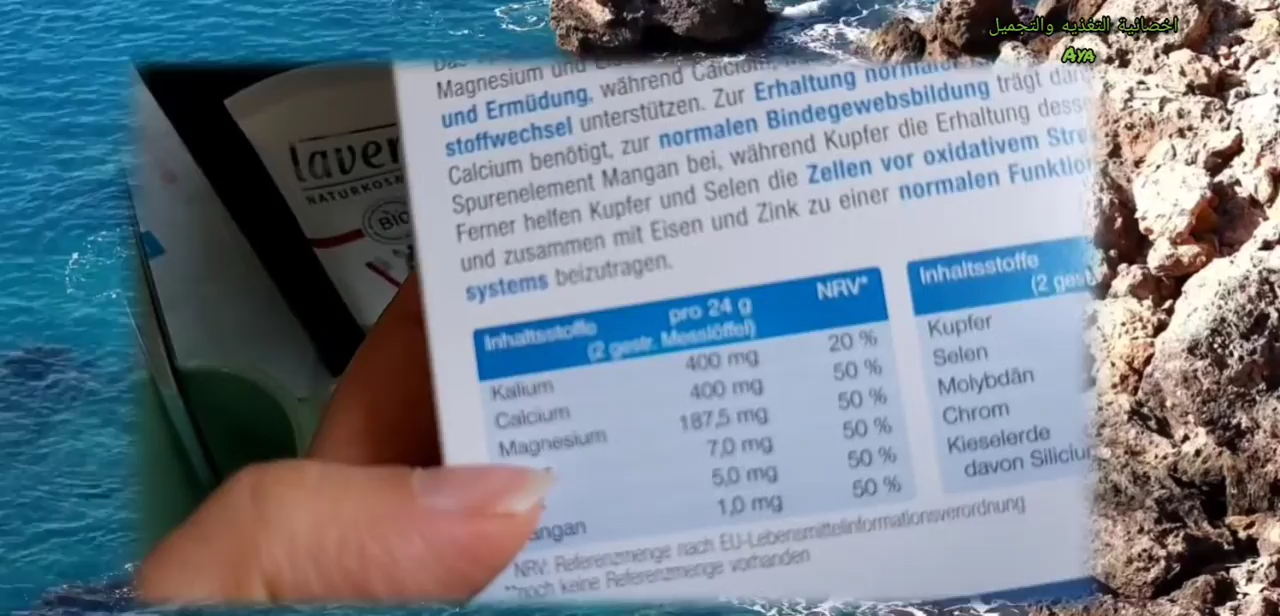 اخصائية التغذيه والتجميل
Aya
Magnesium und
und Ermüdung, während Calcium,
stoffwechsel unterstützen. Zur Erhaltung normaler
Calcium benötigt, zur normalen Bindegewebsbildung trägt
Spurenelement Mangan bei, während Kupfer die Erhaltung
Ferner helfen Kupfer und Selen die Zellen vor oxidativem
und zusammen mit Eisen und Zink zu einer normalen
systems beizutragen.
Inhaltsstoffe pro 24 g NRV*
(2 gestr. Messlöffel)
Kalium 400 mg 20 %
Calcium 400 mg 50 %
Magnesium 187,5 mg 50 %
7,0 mg 50 %
5,0 mg 50 %
1,0 mg 50 %
NRV: Referenzmenge nach EU-Lebensmittelinformationsverordnung
**noch keine Referenzmenge vorhanden
Inhaltsstoffe
(2
Kupfer
Selen
Molybdän
Chrom
Kieselerde
davon
NATURKOS
BIO